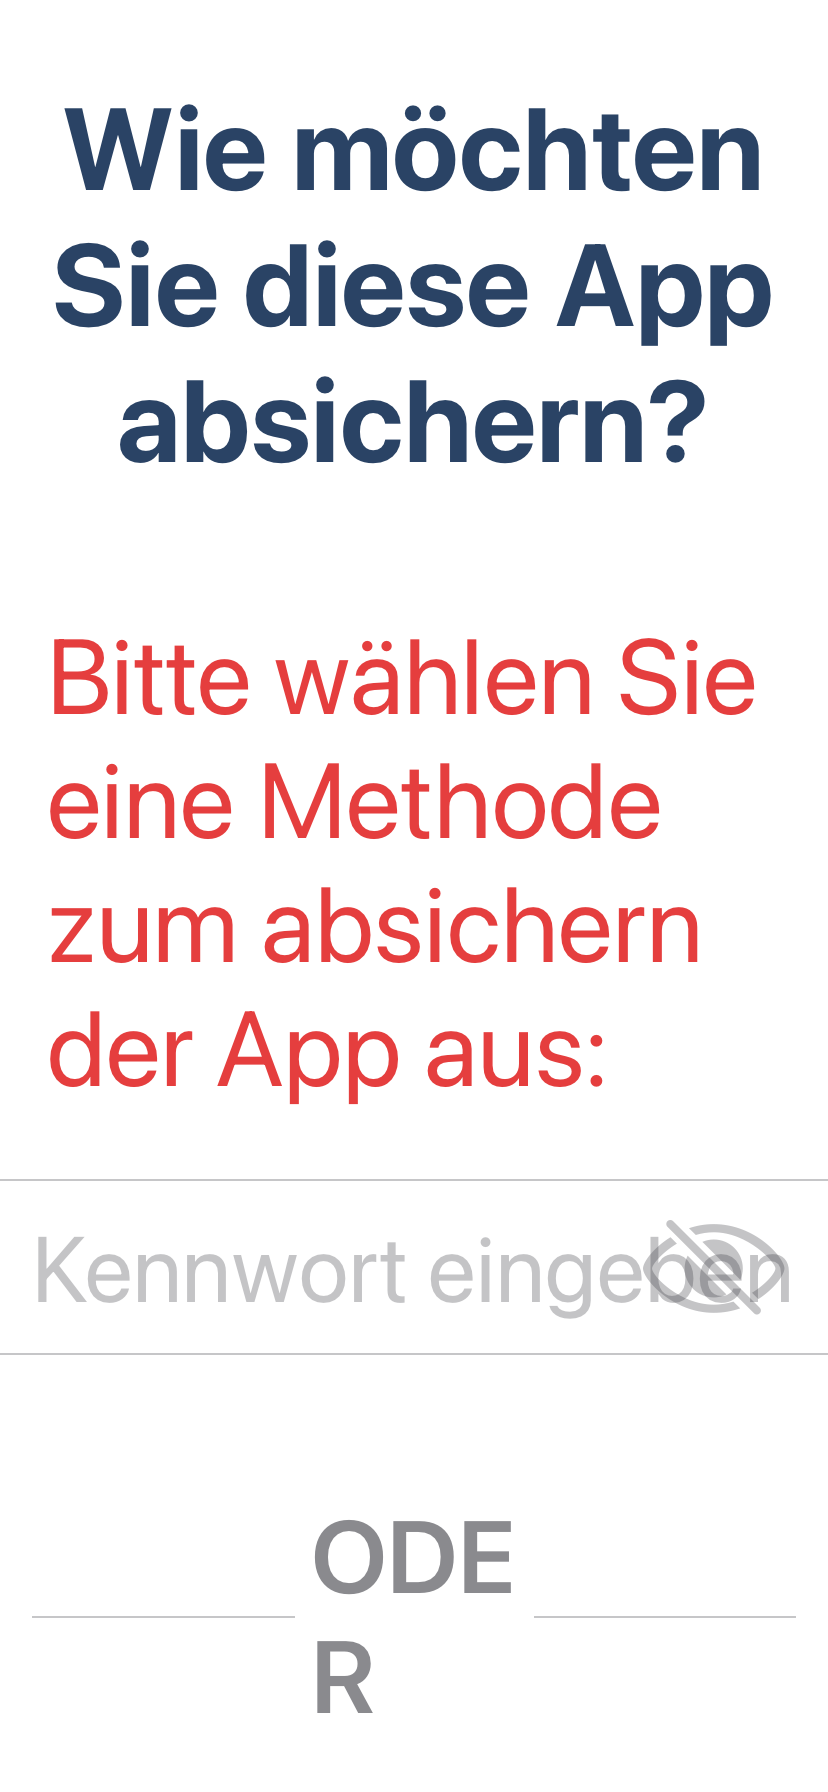 Wie möchten
Sie diese App
absichern?
Bitte wählen Sie
eine Methode
zum absichern
der App aus:
Kennwort eingeben
ODE
R